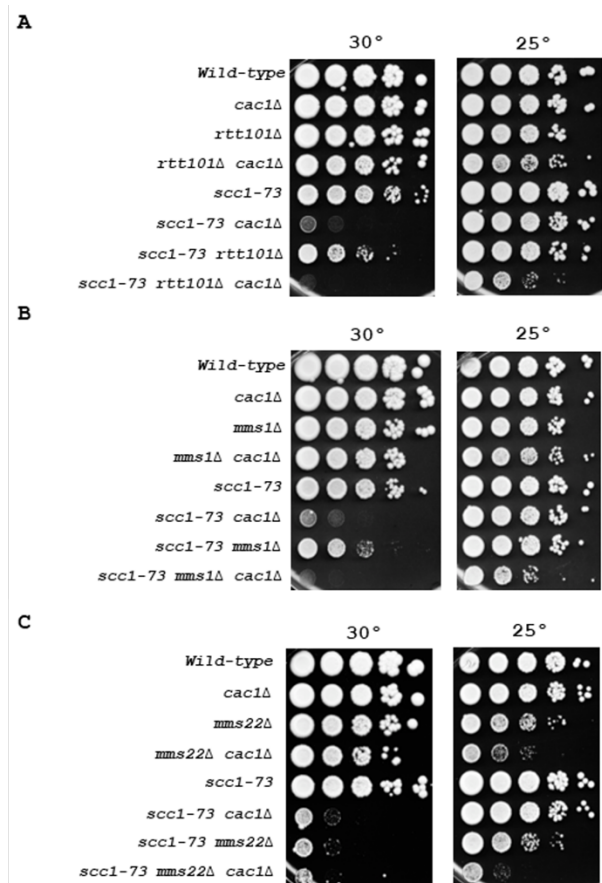 A
30° 25°
Wild-type
cac1Δ
rtt101Δ
rtt101Δ cac1Δ
scc1-73
scc1-73 cac1Δ
scc1-73 rtt101Δ
scc1-73 rtt101Δ cac1Δ
B
30° 25°
Wild-type
cac1Δ
mms1Δ
mms1Δ cac1Δ
scc1-73
scc1-73 cac1Δ
scc1-73 mms1Δ
scc1-73 mms1Δ cac1Δ
C
30° 25°
Wild-type
cac1Δ
mms22Δ
mms22Δ cac1Δ
scc1-73
scc1-73 cac1Δ
scc1-73 mms22Δ
scc1-73 mms22Δ cac1Δ